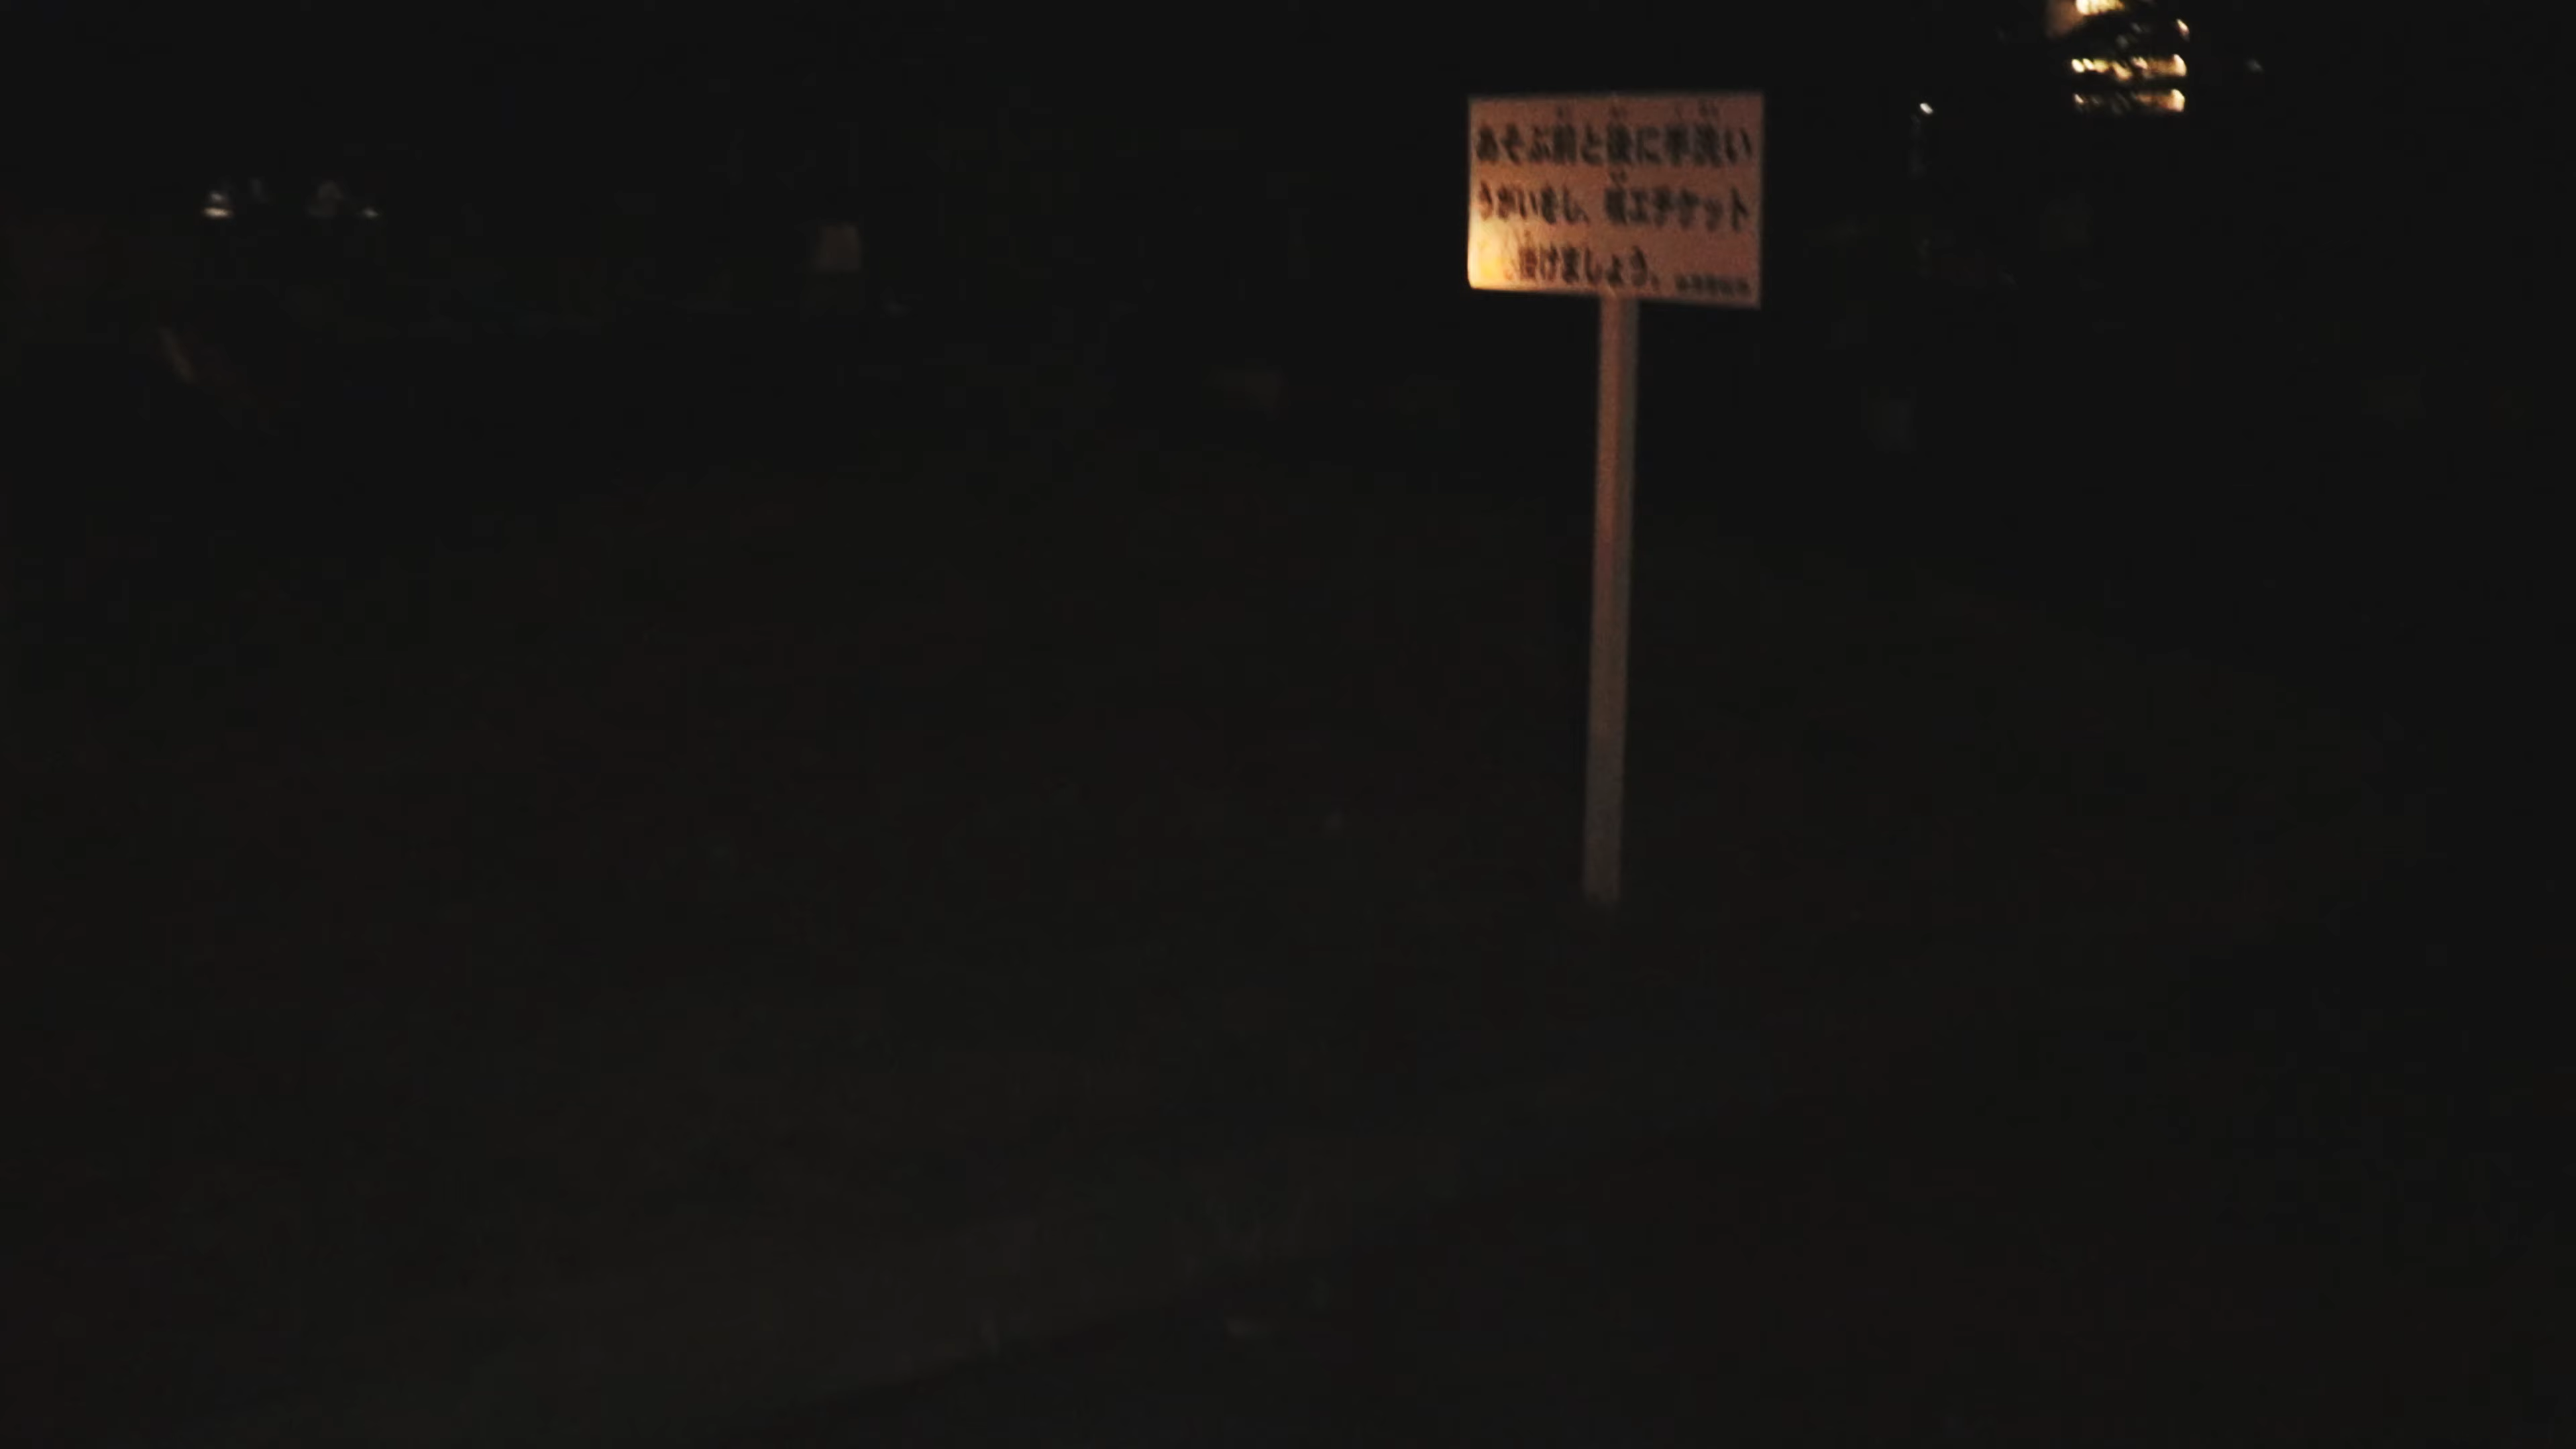 あそぶ前と後に手洗い
うがいをし、咳エチケット
心掛けましょう。